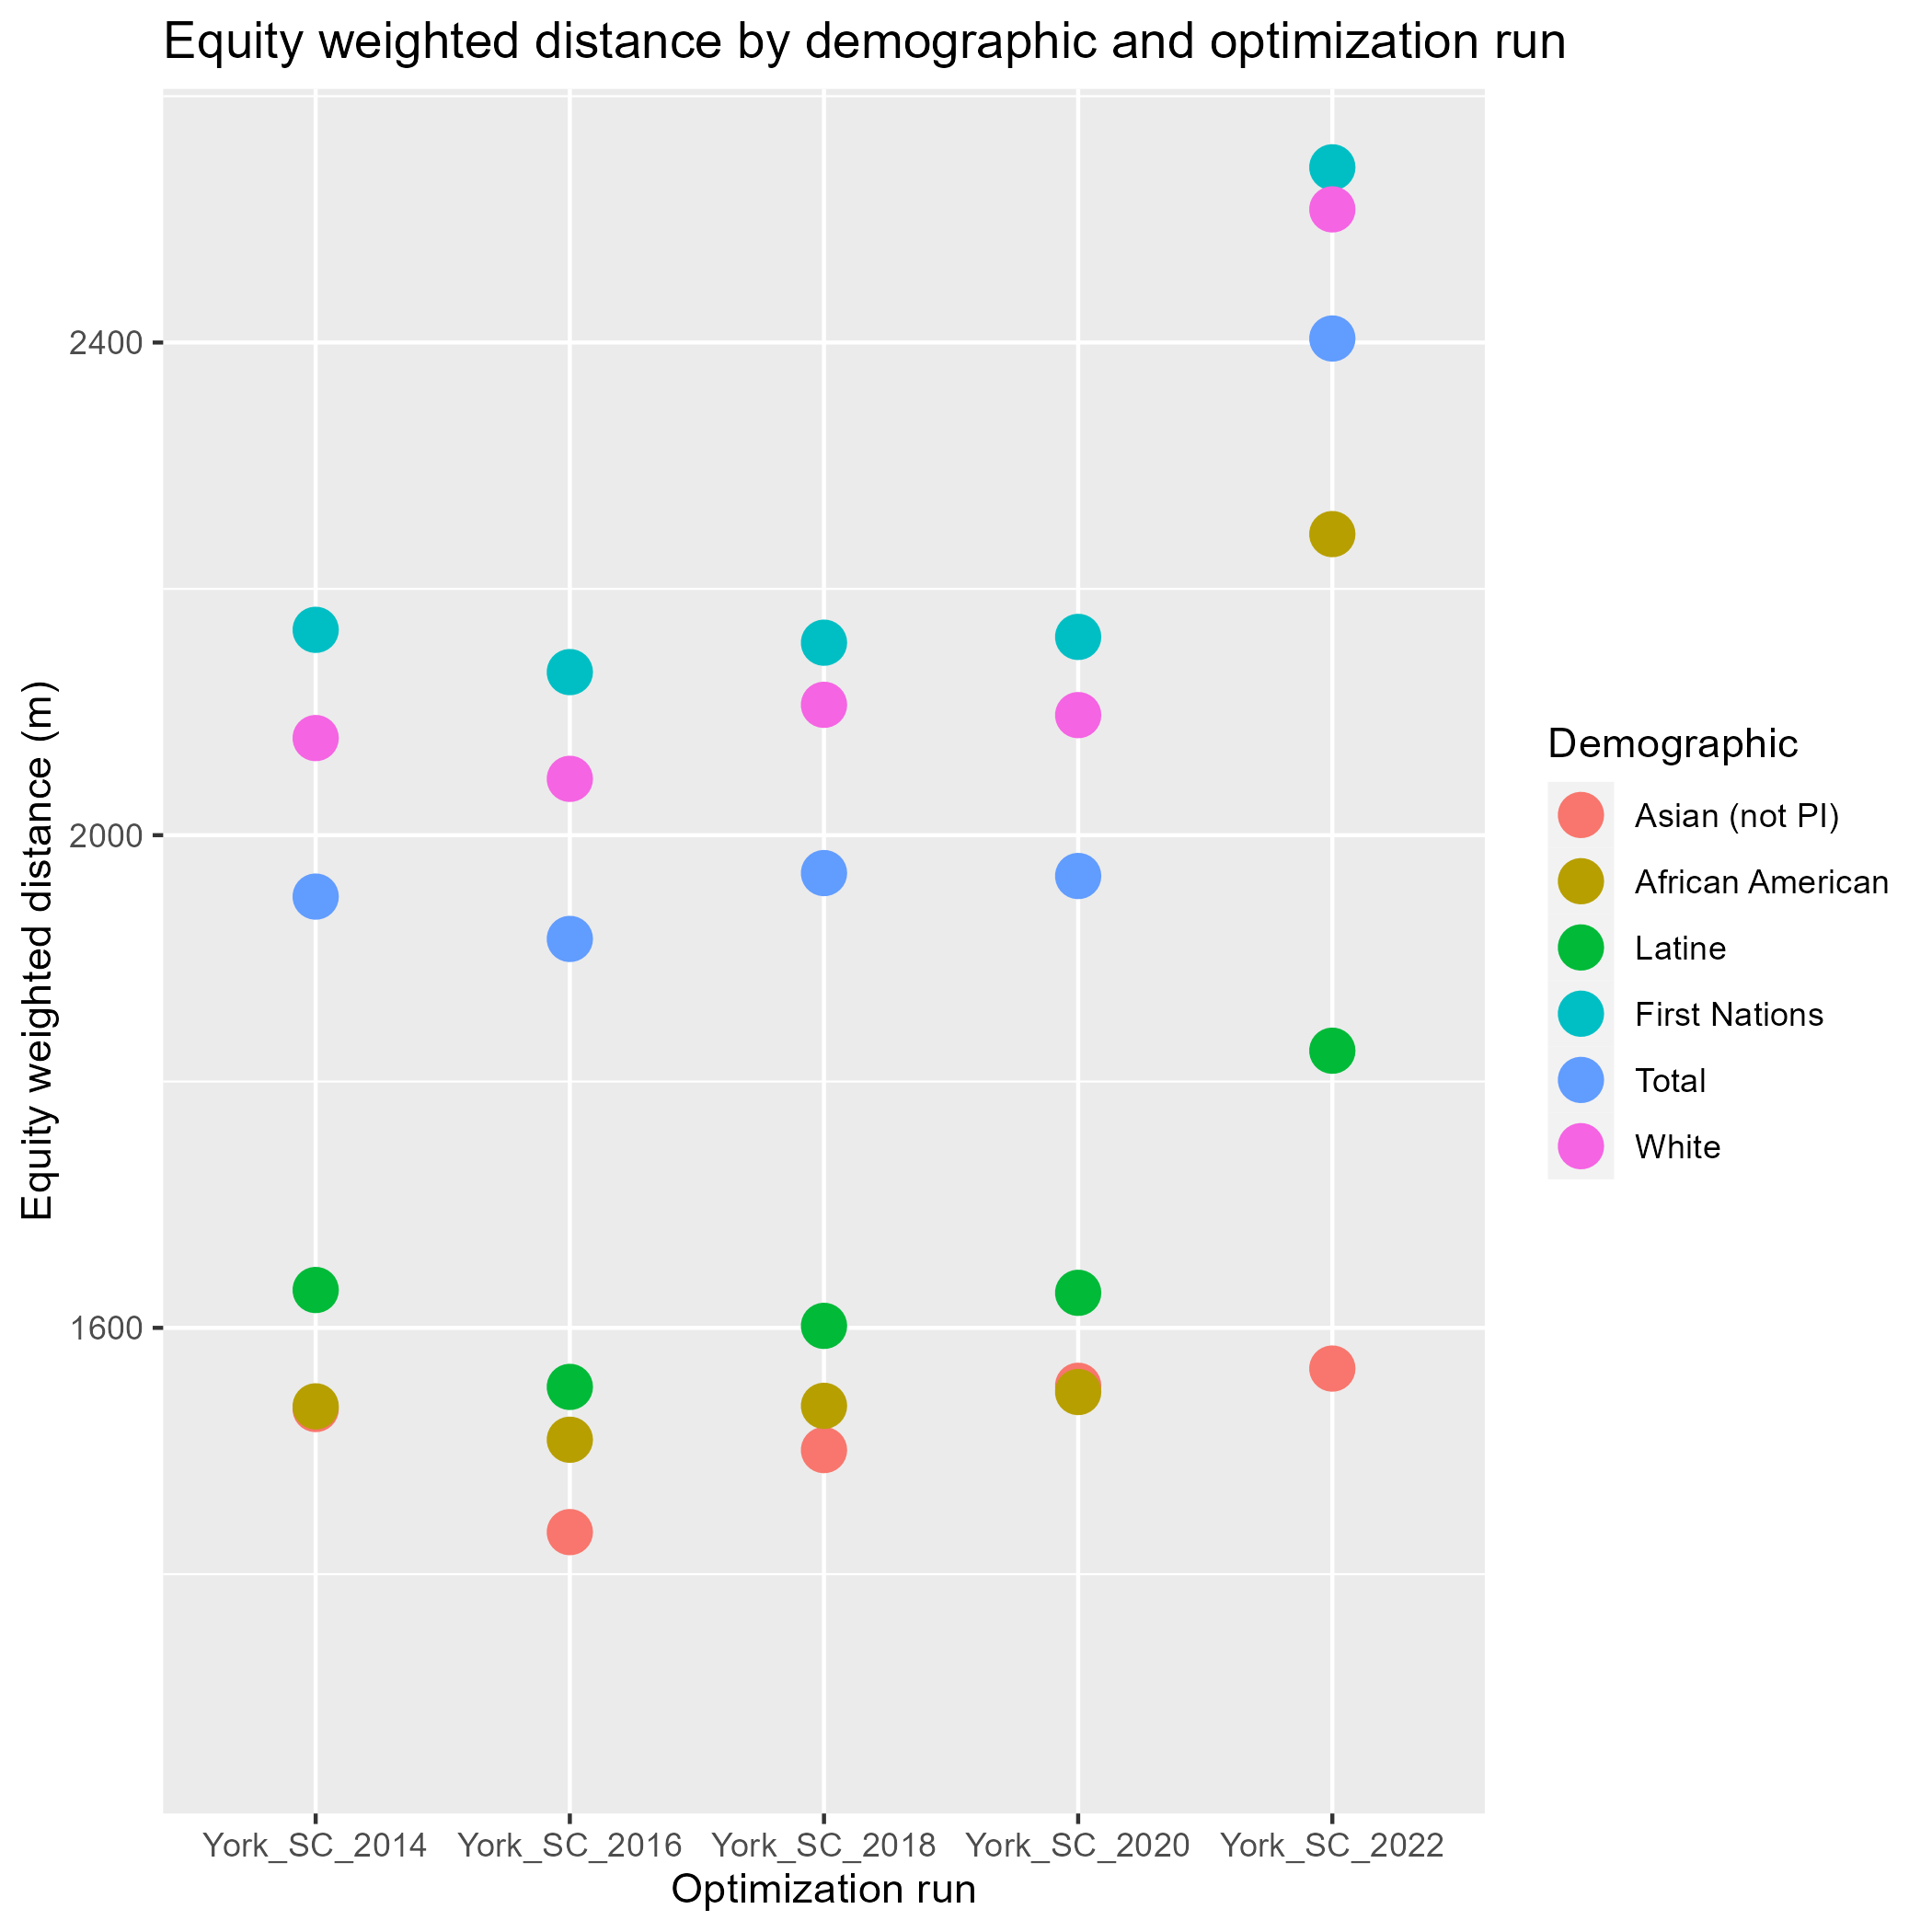 Equity weighted distance by demographic and optimization run
Equity weighted distance (m)
2400
2000
1600
York_SC_2014 York_SC_2016 York_SC_2018 York_SC_2020 York_SC_2022
Optimization run
Demographic
Asian (not PI)
African American
Latine
First Nations
Total
White